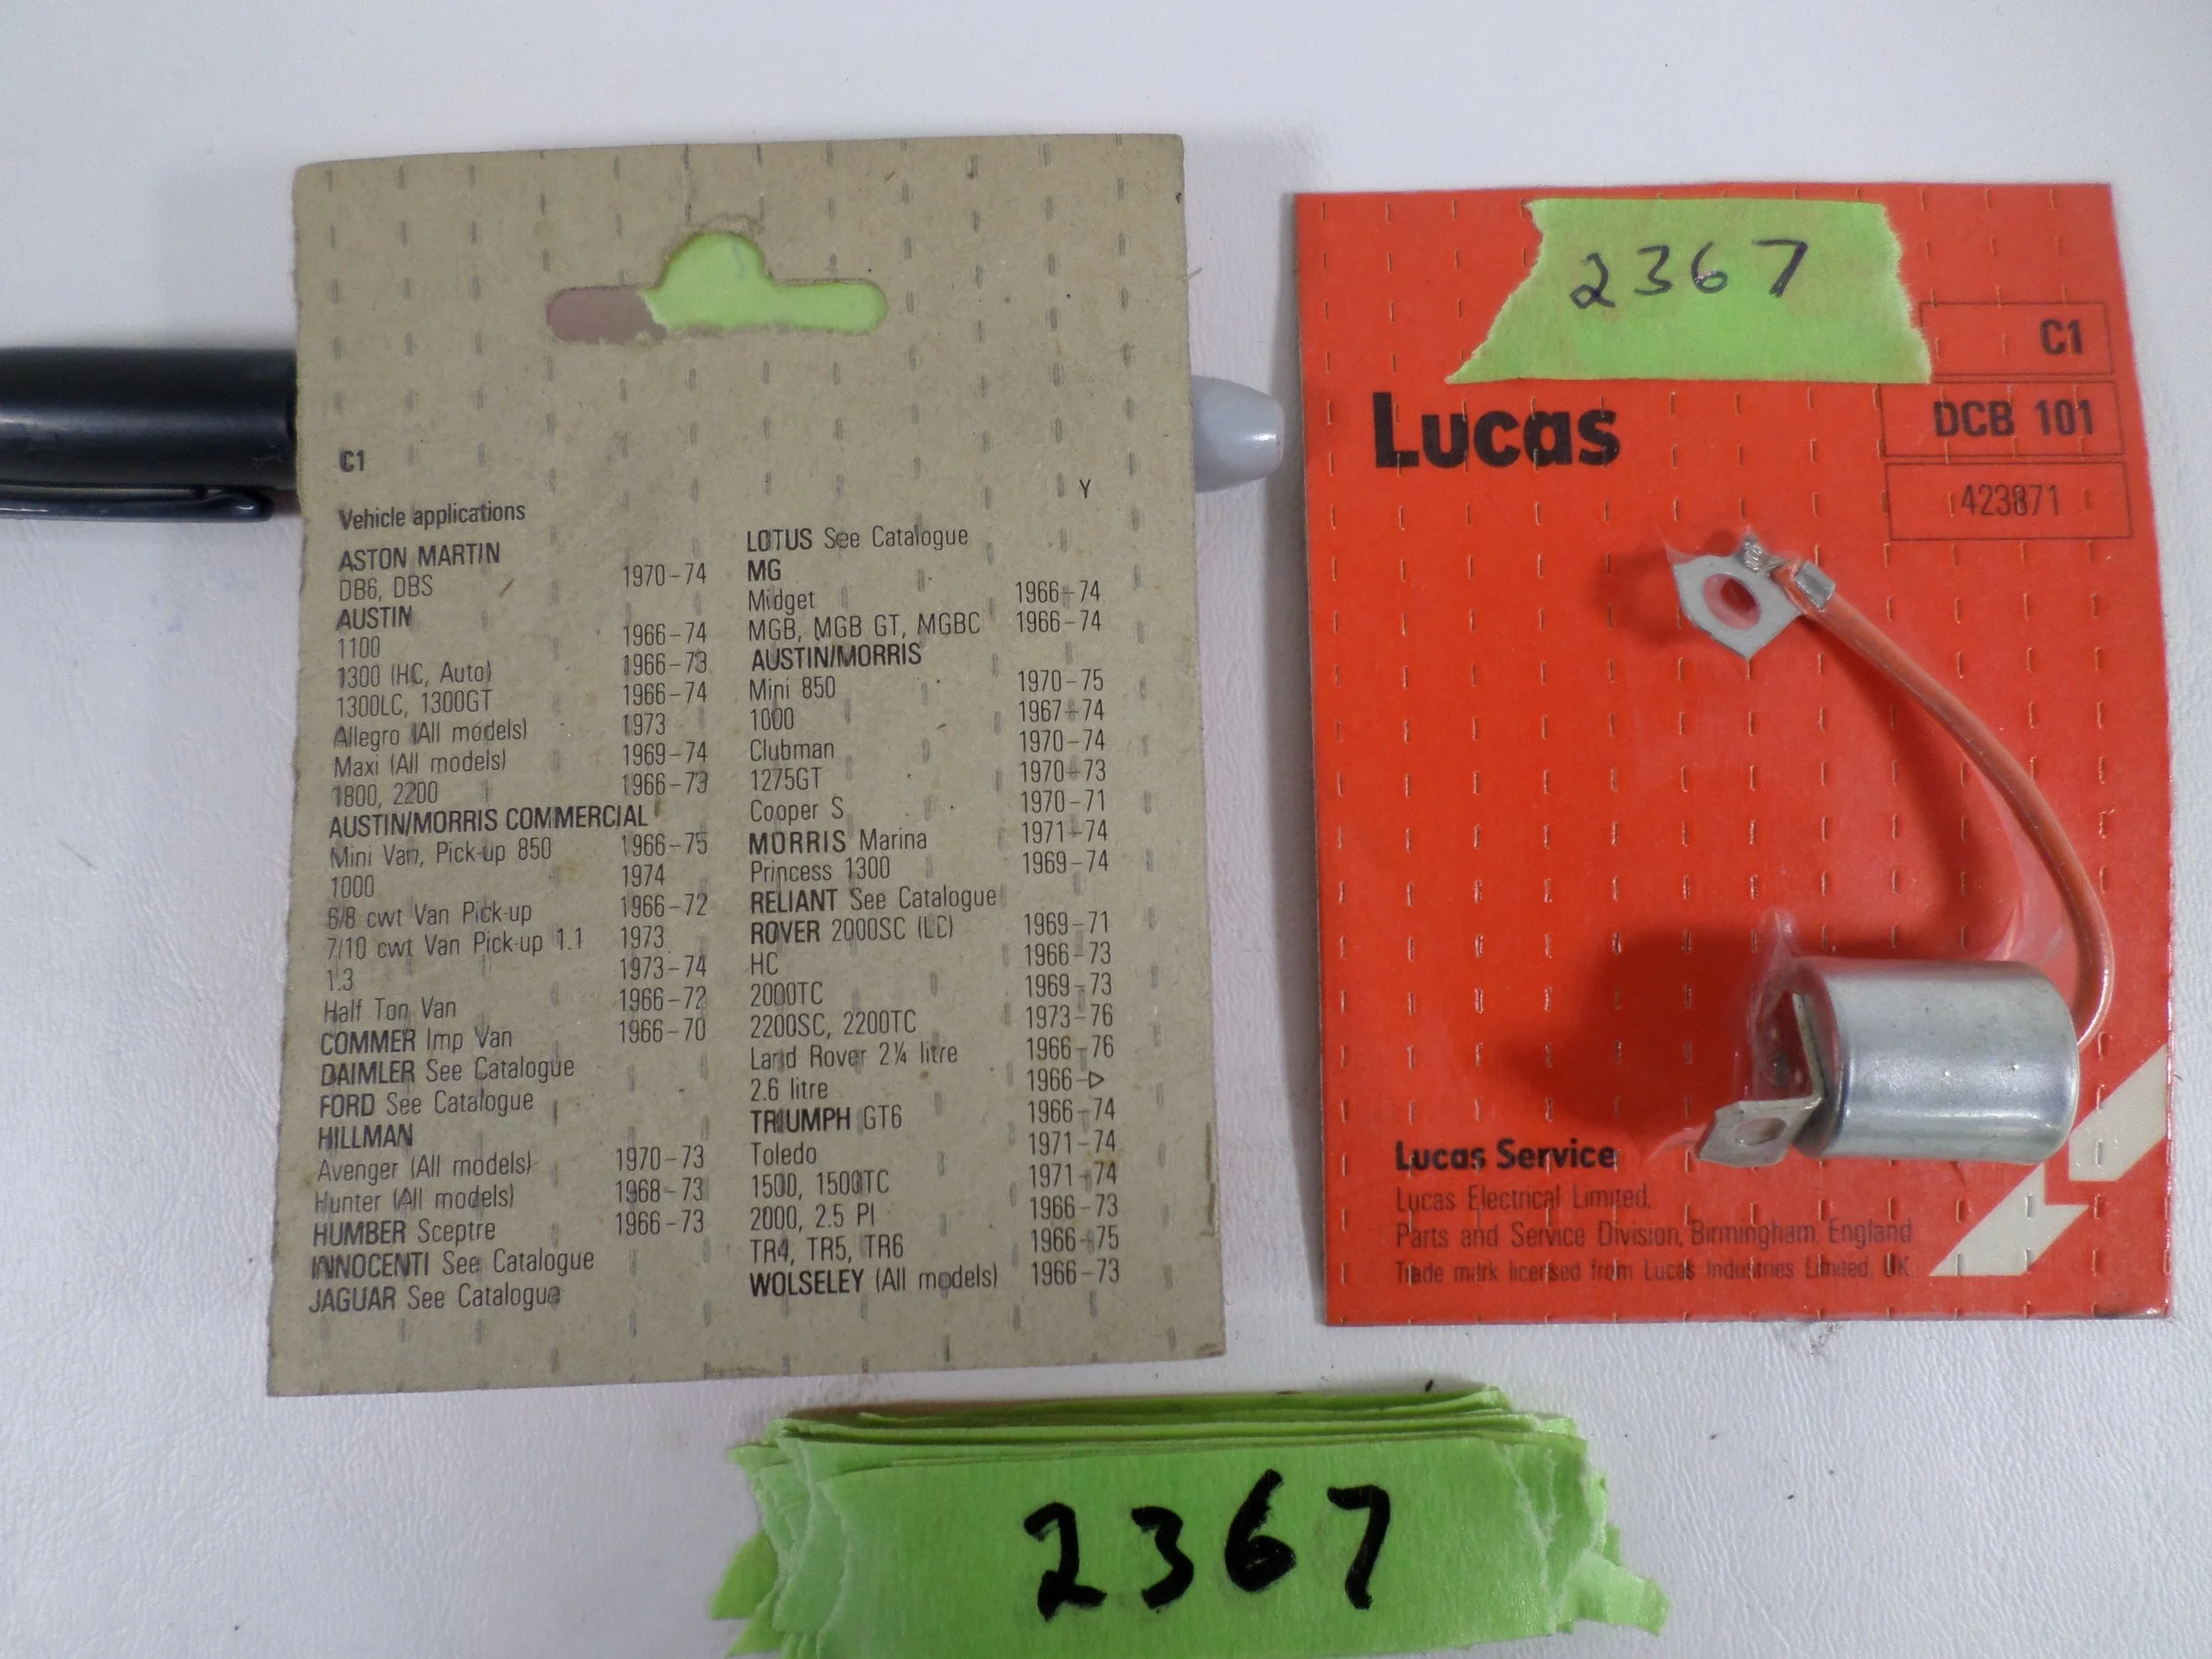 C1
Vehicle applications
ASTON MARTIN
DB6, DBS 1970-74
AUSTIN
1100 1966-74
1300 (HC, Auto) 1966-73
1300LC, 1300GT 1966-74
Allegro (All models) 1973
Maxi (All models) 1969-74
1800, 2200 1966-73
AUSTIN/MORRIS COMMERCIAL
Mini Van, Pick-up 850 1966-75
1000 1974
6/8 cwt Van Pick-up 1966-72
7/10 cwt Van Pick-up 1.1 1973
1.3 1973-74
Half Ton Van 1966-72
COMMER Imp Van 1966-70
DAIMLER See Catalogue
FORD See Catalogue
HILLMAN
Avenger (All models) 1970-73
Hunter (All models) 1968-73
HUMBER Sceptre 1966-73
INNOCENTI See Catalogue
JAGUAR See Catalogue
Y
LOTUS See Catalogue
MG
Midget 1966-74
MGB, MGB GT, MGBC 1966-74
AUSTIN/MORRIS
Mini 850 1970-75
1000 1967-74
Clubman 1970-74
1275GT 1970-73
Cooper S 1970-71
MORRIS Marina 1971-74
Princess 1300 1969-74
RELIANT See Catalogue
ROVER 2000SC (LC) 1969-71
HC 1966-73
2000TC 1969-73
2200SC, 2200TC 1973-76
Land Rover 2¼ litre 1966-76
2.6 litre 1966-▷
TRIUMPH GT6 1966-74
Toledo 1971-74
1500, 1500TC 1971-74
2000, 2.5 PI 1966-73
TR4, TR5, TR6 1966-75
WOLSELEY (All models) 1966-73
2367
C1
Lucas
DCB 101
423871
Lucas Service
Lucas Electrical Limited.
Parts and Service Division, Birmingham, England
Trade mark licensed from Lucas Industries Limited, UK
2367